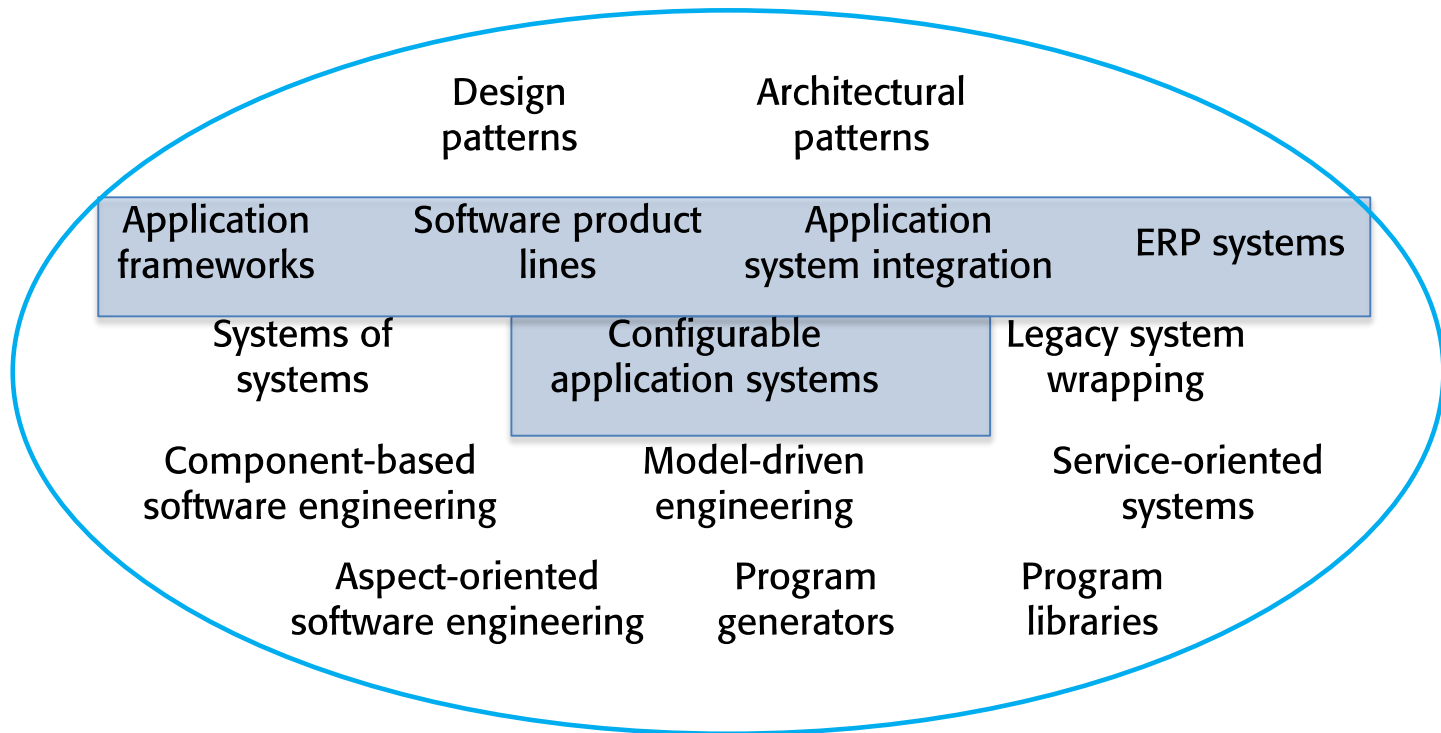 Design
patterns
Architectural
patterns
Application
frameworks
Software product
lines
Application
system integration
ERP systems
Systems of
systems
Configurable
application systems
Legacy system
wrapping
Component-based
software engineering
Model-driven
engineering
Service-oriented
systems
Aspect-oriented
software engineering
Program
generators
Program
libraries